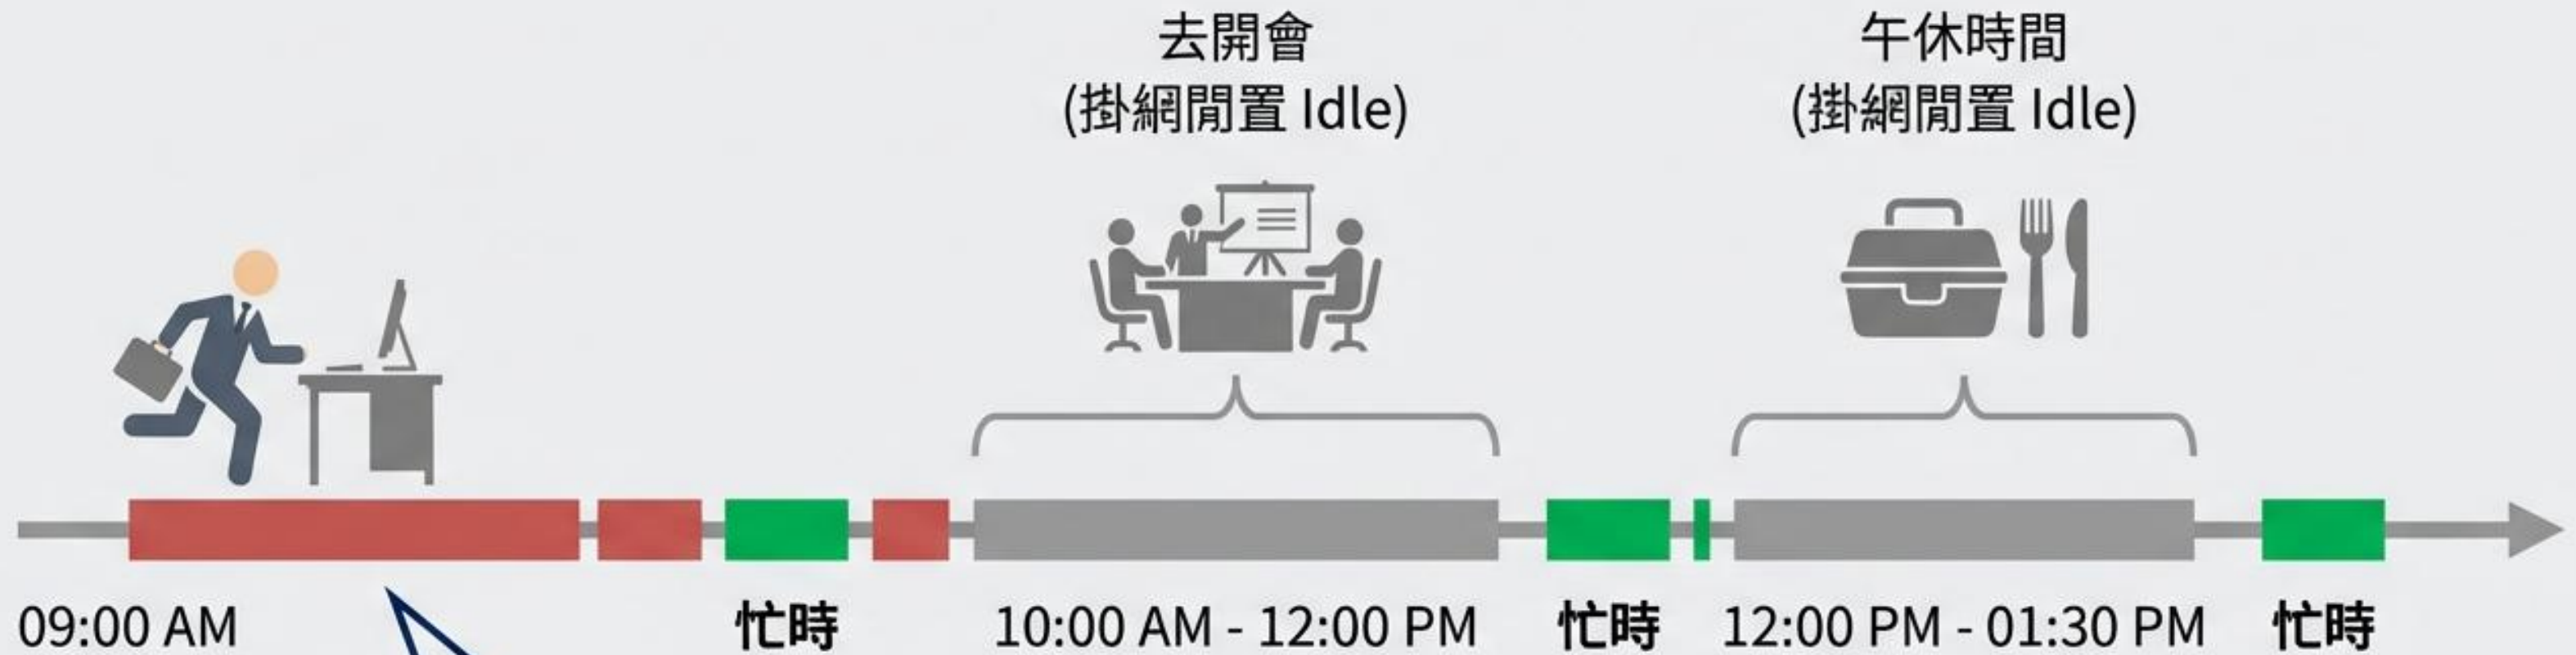 去開會
(掛網閒置 Idle)
午休時間
(掛網閒置 Idle)
09:00 AM
忙時
10:00 AM - 12:00 PM
忙時
12:00 PM - 01:30 PM
忙時